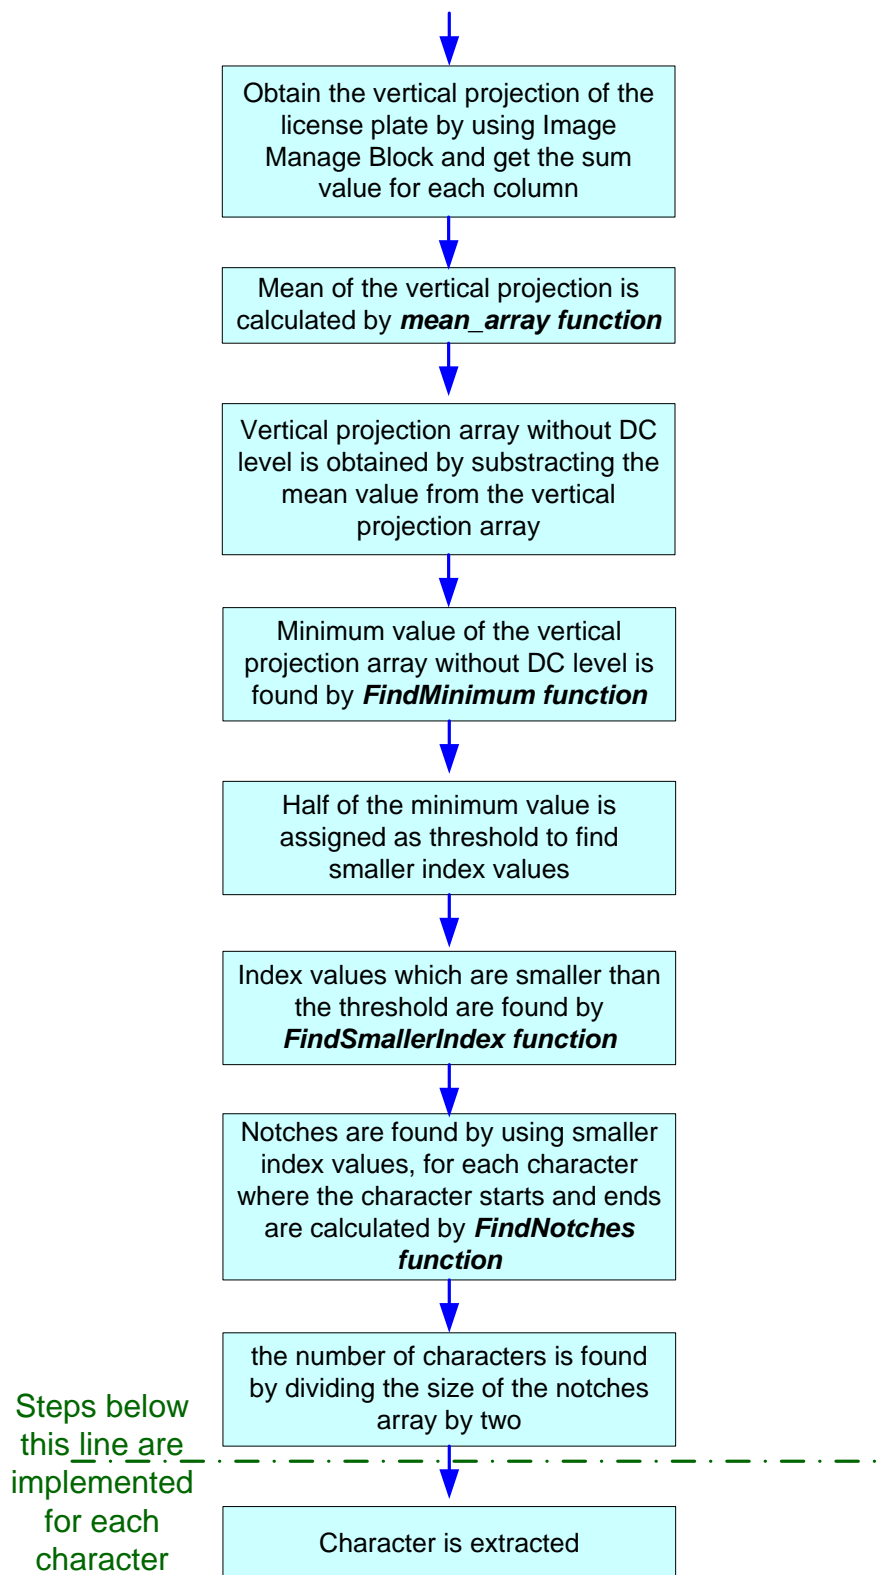 Obtain the vertical projection of the
license plate by using Image
Manage Block and get the sum
value for each column
Mean of the vertical projection is
calculated by mean_array function
Vertical projection array without DC
level is obtained by substracting the
mean value from the vertical
projection array
Minimum value of the vertical
projection array without DC level is
found by FindMinimum function
Half of the minimum value is
assigned as threshold to find
smaller index values
Index values which are smaller than
the threshold are found by
FindSmallerIndex function
Notches are found by using smaller
index values, for each character
where the character starts and ends
are calculated by FindNotches
function
the number of characters is found
by dividing the size of the notches
array by two
Steps below
this line are
implemented
for each
character
Character is extracted